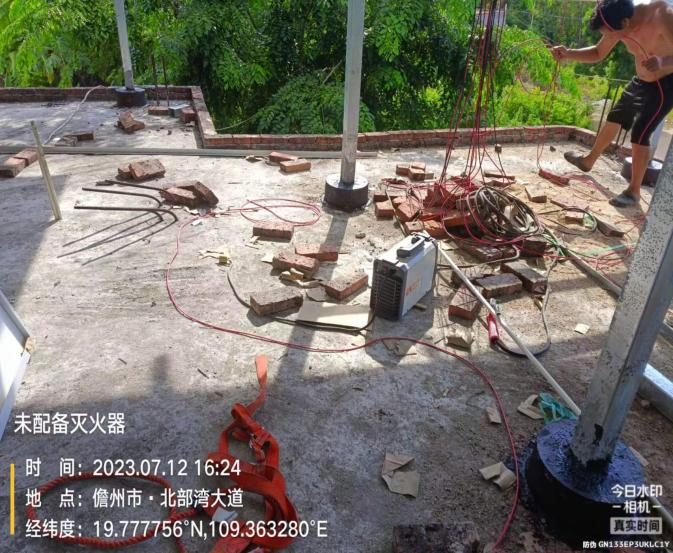 未配备灭火器
时 间：2023.07.12 16:24
地 点：儋州市·北部湾大道
经纬度：19.777756°N,109.363280°E
今日水印
相机
真实时间
防伪 GN133EP3UKLC1Y